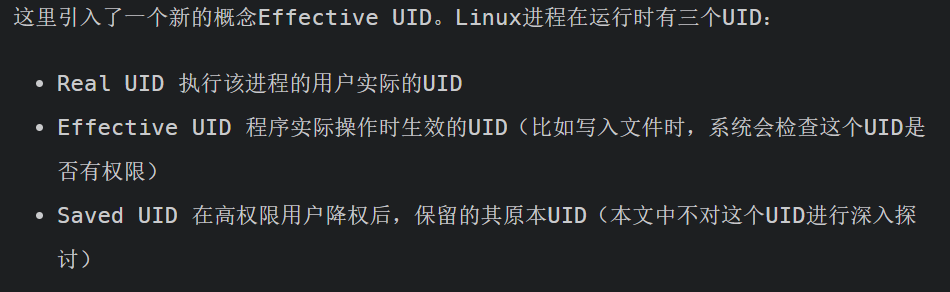 这里引入了一个新的概念Effective UID。Linux进程在运行时有三个UID：
• Real UID 执行该进程的用户实际的UID
• Effective UID 程序实际操作时生效的UID（比如写入文件时，系统会检查这个UID是
否有权限）
• Saved UID 在高权限用户降权后，保留的其原本UID（本文中不对这个UID进行深入探
讨）